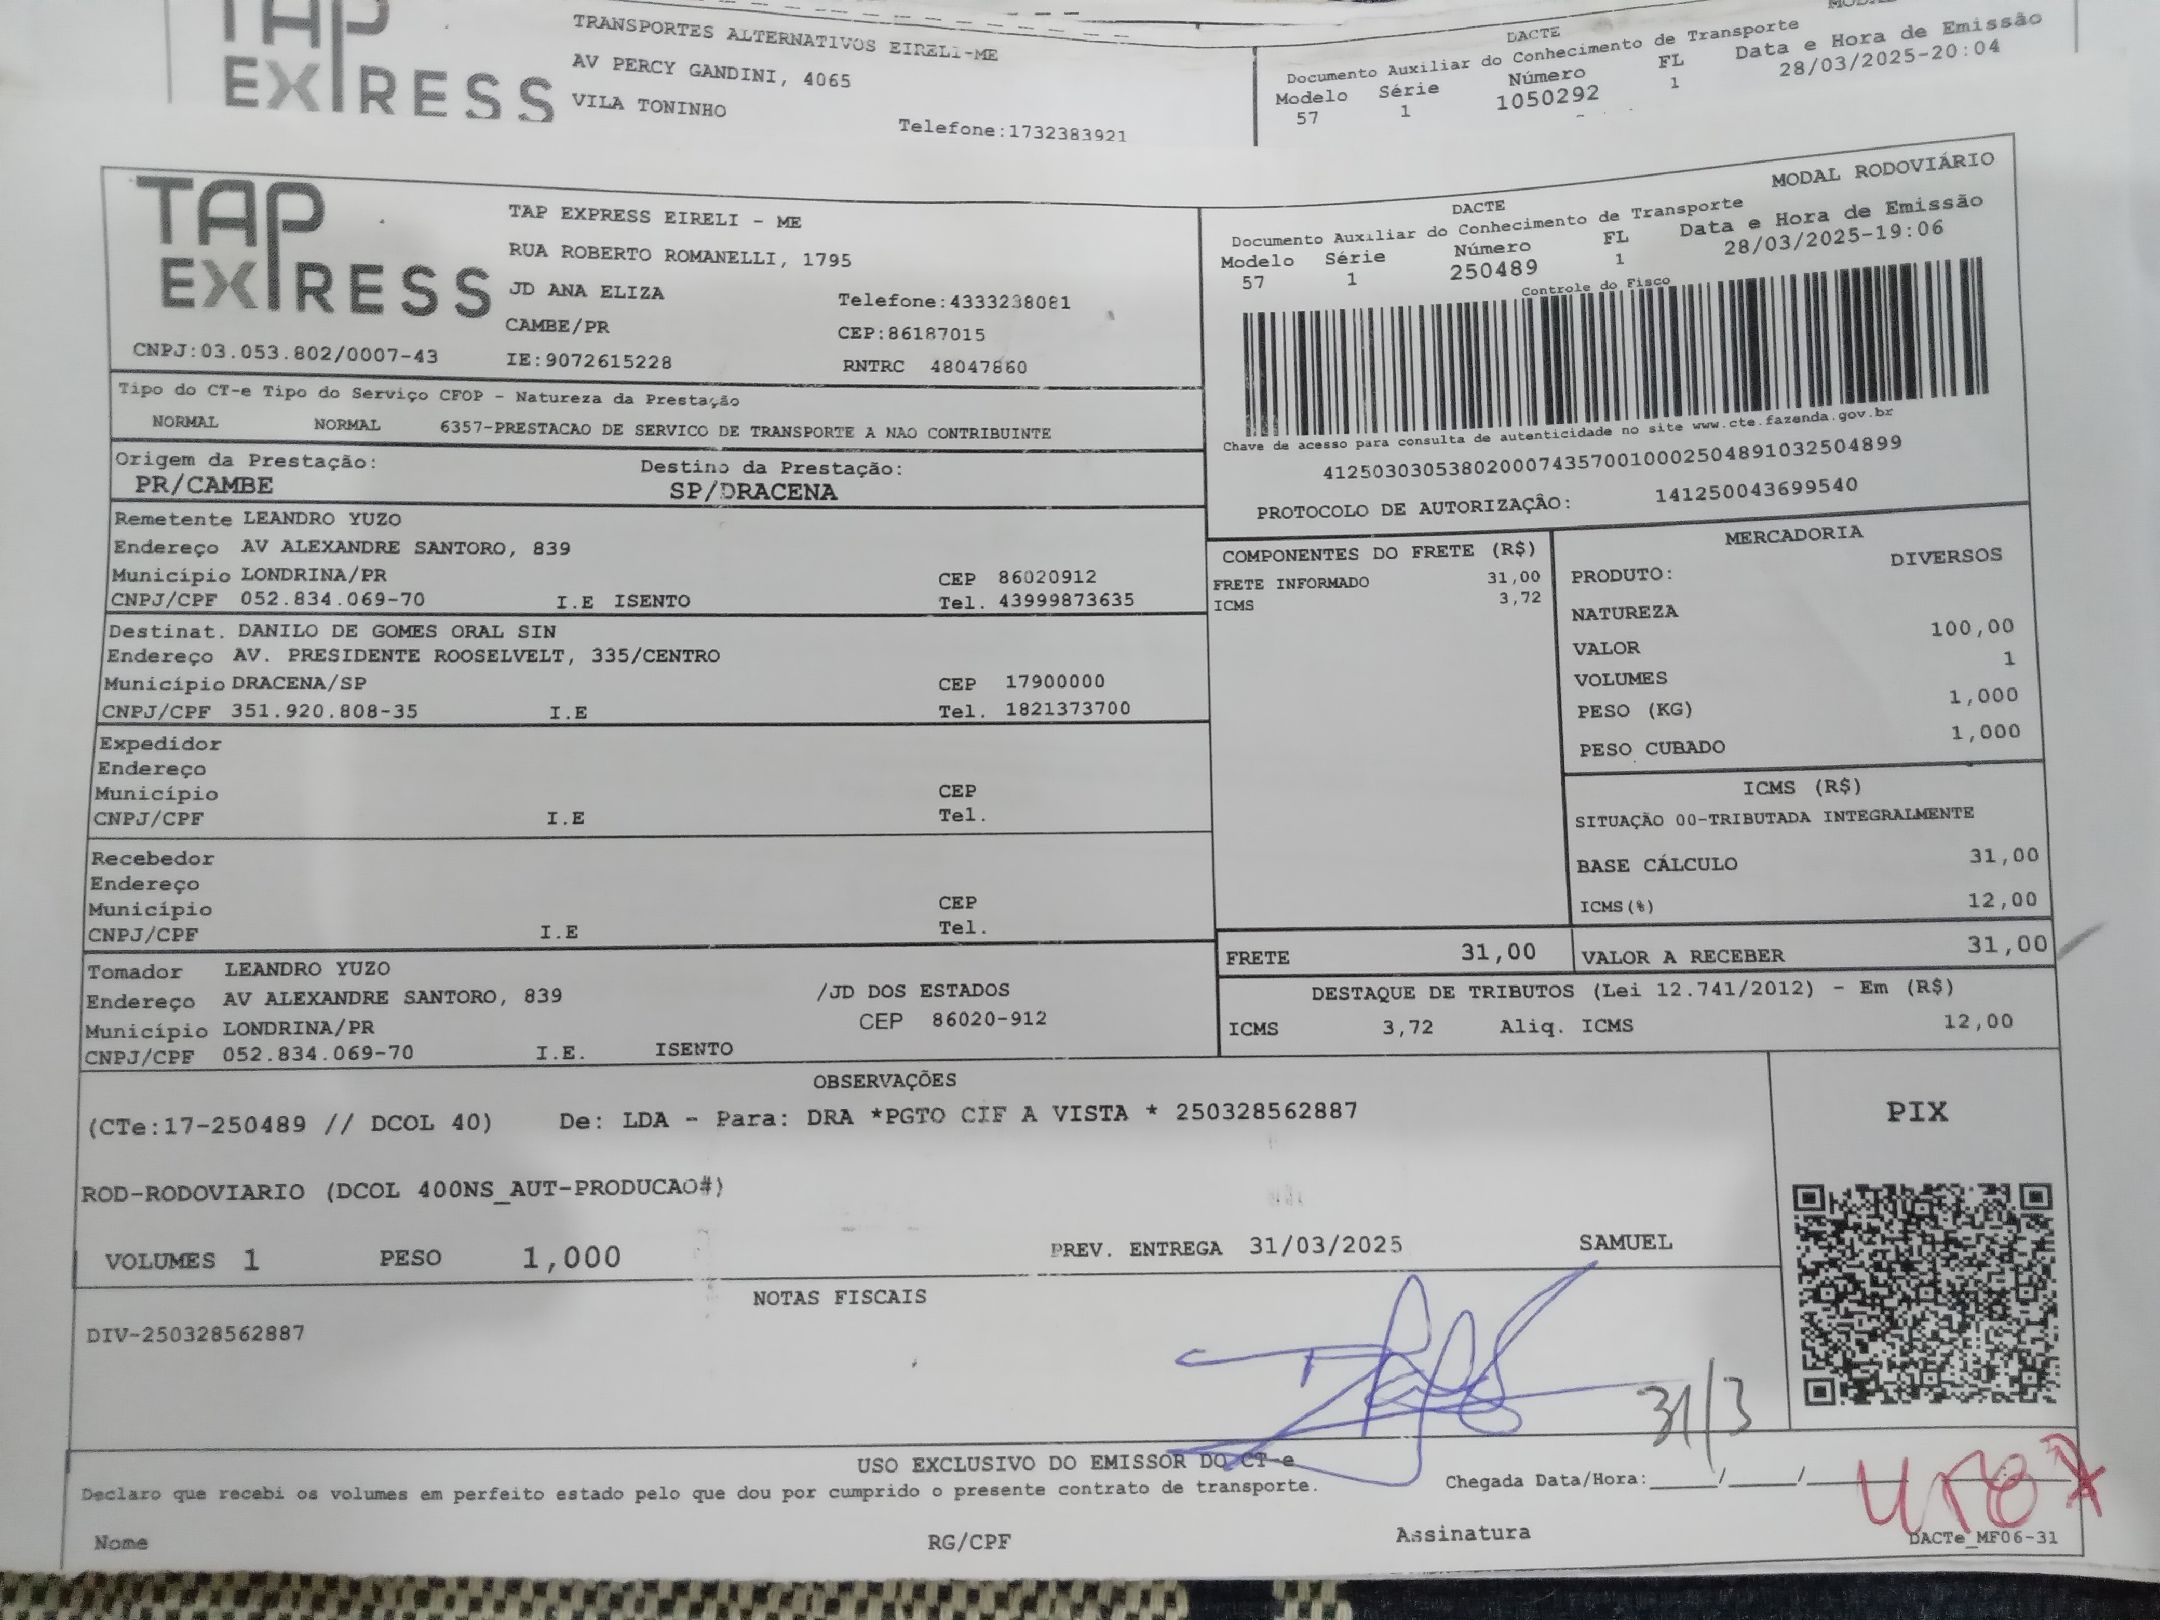 TAP
EXPRESS
TRANSPORTES ALTERNATIVOS EIRELI-ME
AV PERCY GANDINI, 4065
VILA TONINHO
Telefone:1732383921
DACTE
Documento Auxiliar do Conhecimento de Transporte
Modelo Série Número FL Data e Hora de Emissão
57 1 1050292 1 28/03/2025-20:04
TAP
EXPRESS
CNPJ:03.053.802/0007-43
TAP EXPRESS EIRELI - ME
RUA ROBERTO ROMANELLI, 1795
JD ANA ELIZA Telefone:4333238081
CAMBE/PR CEP:86187015
IE:9072615228 RNTRC 48047860
MODAL RODOVIÁRIO
DACTE
Documento Auxiliar do Conhecimento de Transporte
Modelo Série Número FL Data e Hora de Emissão
57 1 250489 1 28/03/2025-19:06
Controle do Fisco
Chave de acesso para consulta de autenticidade no site www.cte.fazenda.gov.br
41250303053802000743570010002504891032504899
PROTOCOLO DE AUTORIZAÇÂO: 141250043699540
Tipo do CT-e Tipo do Serviço CFOP - Natureza da Prestação
NORMAL NORMAL 6357-PRESTACAO DE SERVICO DE TRANSPORTE A NAO CONTRIBUINTE
Origem da Prestação: Destino da Prestação:
PR/CAMBE SP/DRACENA
Remetente LEANDRO YUZO
Endereço AV ALEXANDRE SANTORO, 839
Município LONDRINA/PR CEP 86020912
CNPJ/CPF 052.834.069-70 I.E ISENTO Tel. 43999873635
Destinat. DANILO DE GOMES ORAL SIN
Endereço AV. PRESIDENTE ROOSELVELT, 335/CENTRO
Município DRACENA/SP CEP 17900000
CNPJ/CPF 351.920.808-35 I.E Tel. 1821373700
Expedidor
Endereço
Município CEP
CNPJ/CPF I.E Tel.
Recebedor
Endereço
Município CEP
CNPJ/CPF I.E Tel.
Tomador LEANDRO YUZO
Endereço AV ALEXANDRE SANTORO, 839 /JD DOS ESTADOS
Município LONDRINA/PR CEP 86020-912
CNPJ/CPF 052.834.069-70 I.E. ISENTO
COMPONENTES DO FRETE (R$)
FRETE INFORMADO 31,00
ICMS 3,72
MERCADORIA
PRODUTO: DIVERSOS
NATUREZA
VALOR 100,00
VOLUMES 1
PESO (KG) 1,000
PESO CUBADO 1,000
ICMS (R$)
SITUAÇÃO 00-TRIBUTADA INTEGRALMENTE
BASE CÁLCULO 31,00
ICMS(%) 12,00
FRETE 31,00 VALOR A RECEBER 31,00
DESTAQUE DE TRIBUTOS (Lei 12.741/2012) - Em (R$)
ICMS 3,72 Aliq. ICMS 12,00
OBSERVAÇÕES
(CTe:17-250489 // DCOL 40) De: LDA - Para: DRA *PGTO CIF A VISTA * 250328562887
ROD-RODOVIARIO (DCOL 400NS_AUT-PRODUCAO#)
VOLUMES 1 PESO 1,000 PREV. ENTREGA 31/03/2025 SAMUEL
PIX
NOTAS FISCAIS
DIV-250328562887
31/3
USO EXCLUSIVO DO EMISSOR DO CT-e
Declaro que recebi os volumes em perfeito estado pelo que dou por cumprido o presente contrato de transporte. Chegada Data/Hora:_____/_____/
Nome RG/CPF Assinatura DACTe_MF06-31